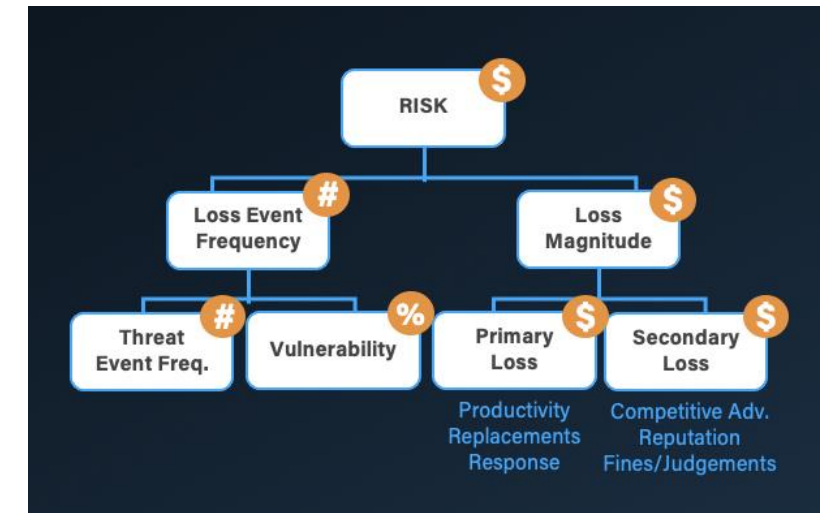 $
RISK
#
Loss Event
Frequency
$
Loss
Magnitude
#
Threat
Event Freq.
%
Vulnerability
$
Primary
Loss
$
Secondary
Loss
Productivity
Replacements
Response
Competitive Adv.
Reputation
Fines/Judgements